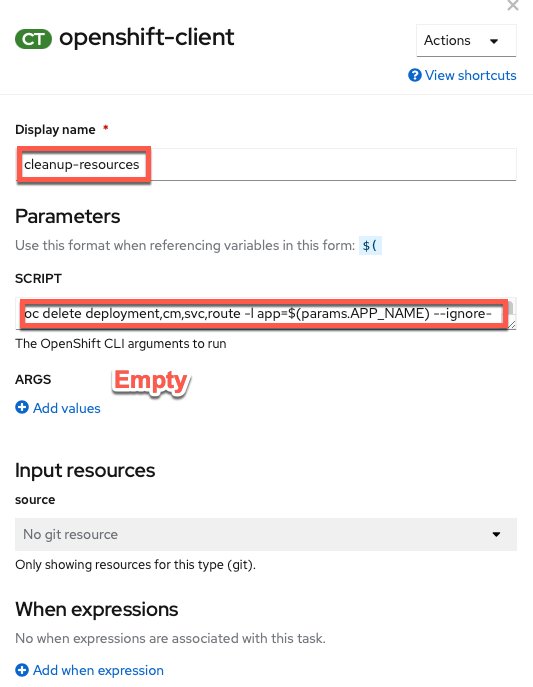 CT openshift-client
Actions
View shortcuts
Display name *
cleanup-resources
Parameters
Use this format when referencing variables in this form: $(
SCRIPT
oc delete deployment,cm,svc,route -l app=$(params.APP_NAME) --ignore-
The OpenShift CLI arguments to run
ARGS
Empty
Add values
Input resources
source
No git resource
Only showing resources for this type (git).
When expressions
No when expressions are associated with this task.
Add when expression